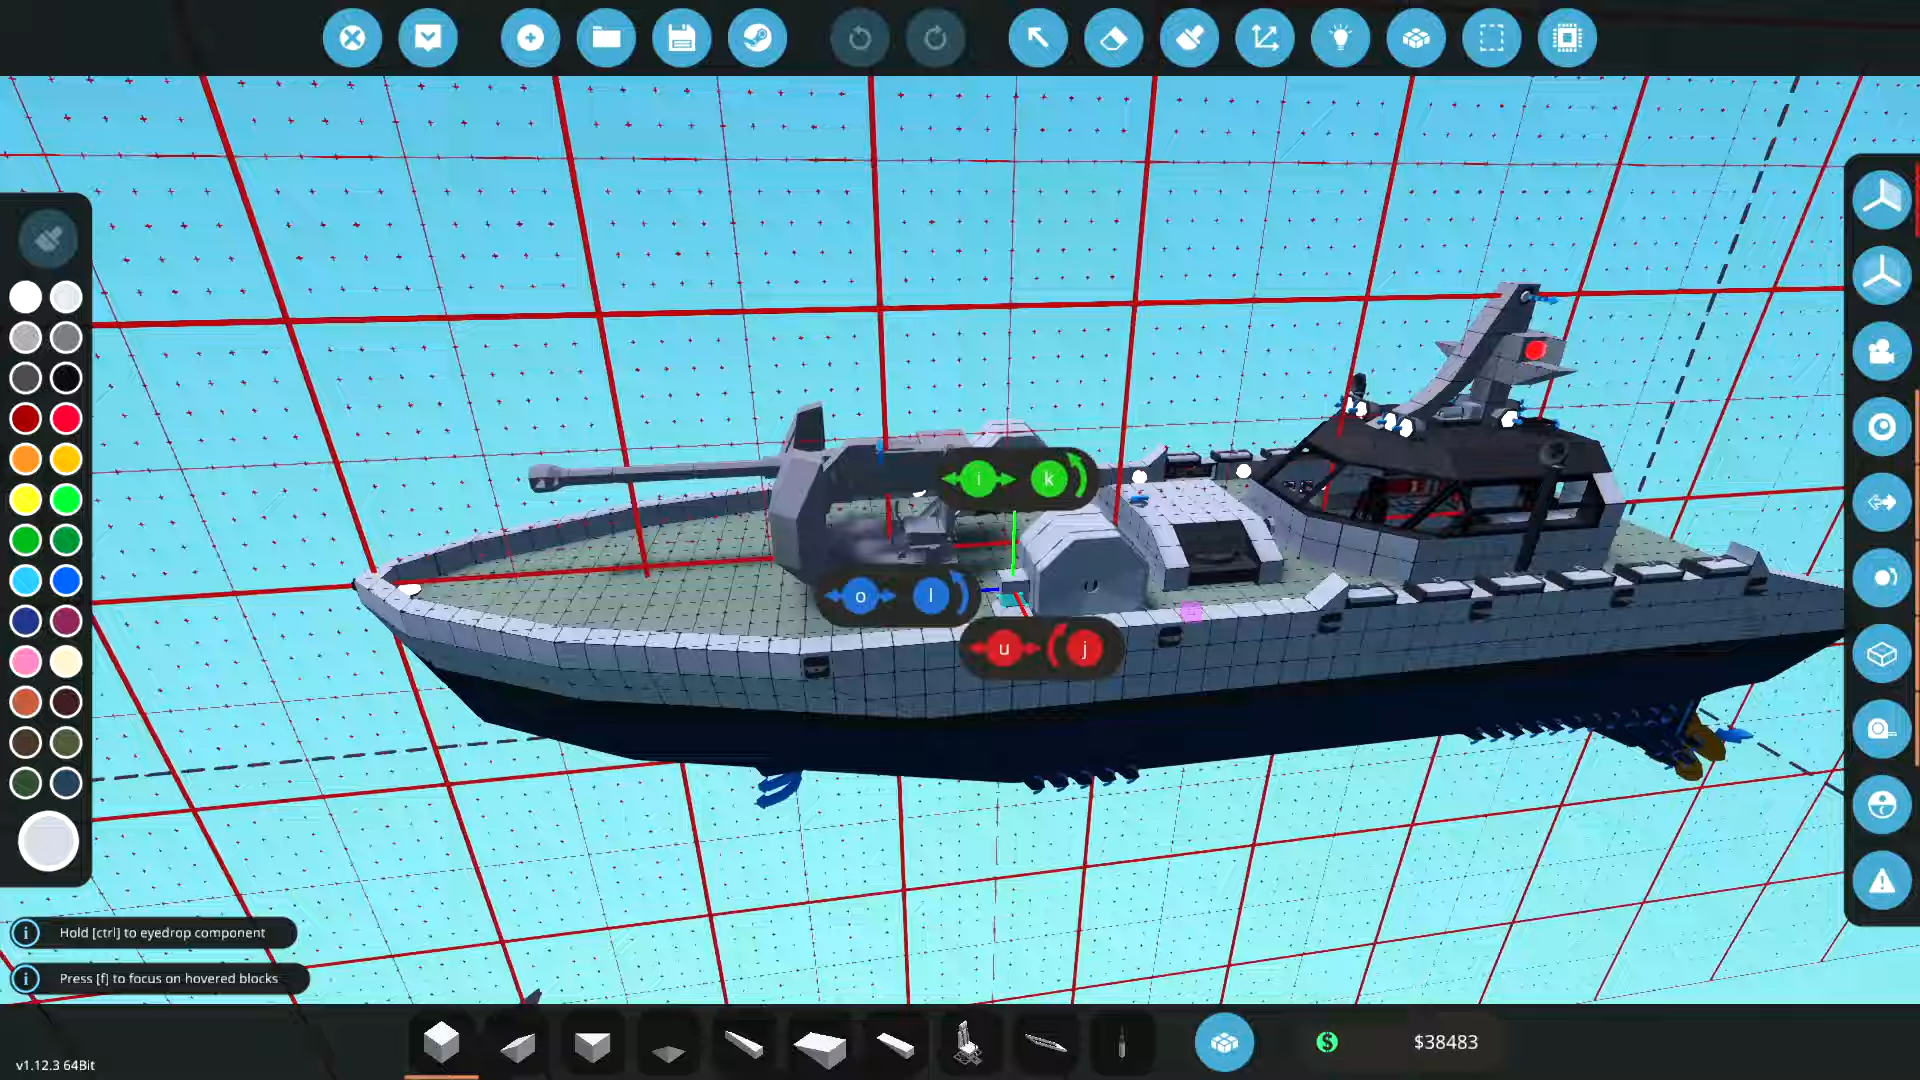 i k
o l
u j
Hold [ctrl] to eyedrop component
Press [f] to focus on hovered blocks
$38483
v1.12.3 64Bit